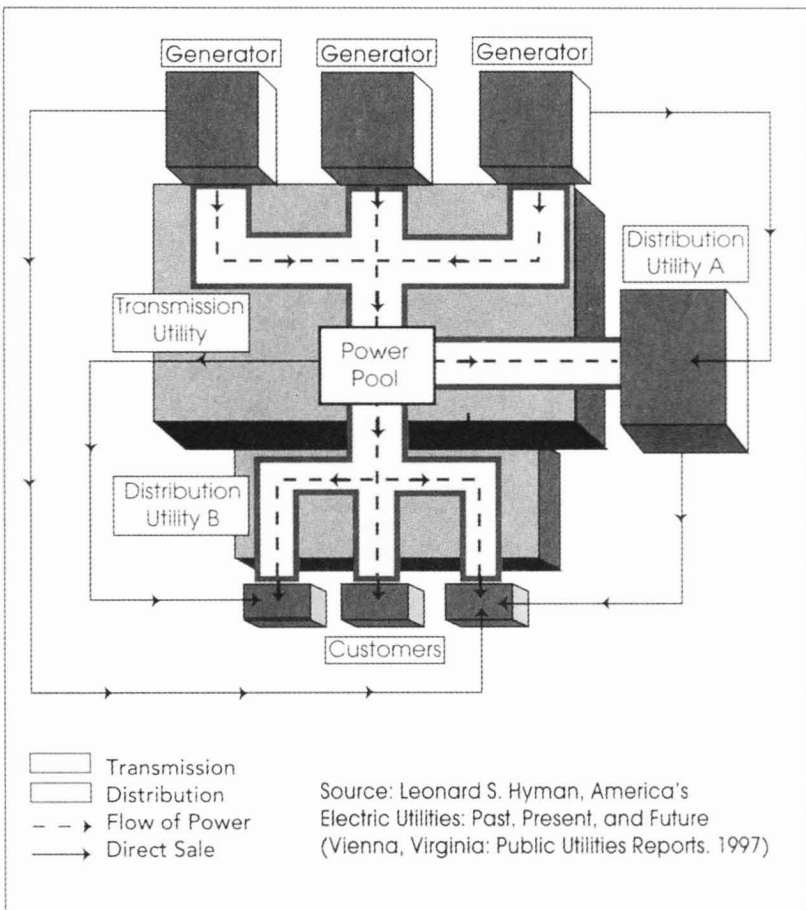 Generator
Generator
Generator
Distribution
Utility A
Transmission
Utility
Power
Pool
Distribution
Utility B
Customers
Transmission
Distribution
Flow of Power
Direct Sale
Source: Leonard S. Hyman, America's
Electric Utilities: Past, Present, and Future
(Vienna, Virginia: Public Utilities Reports. 1997)